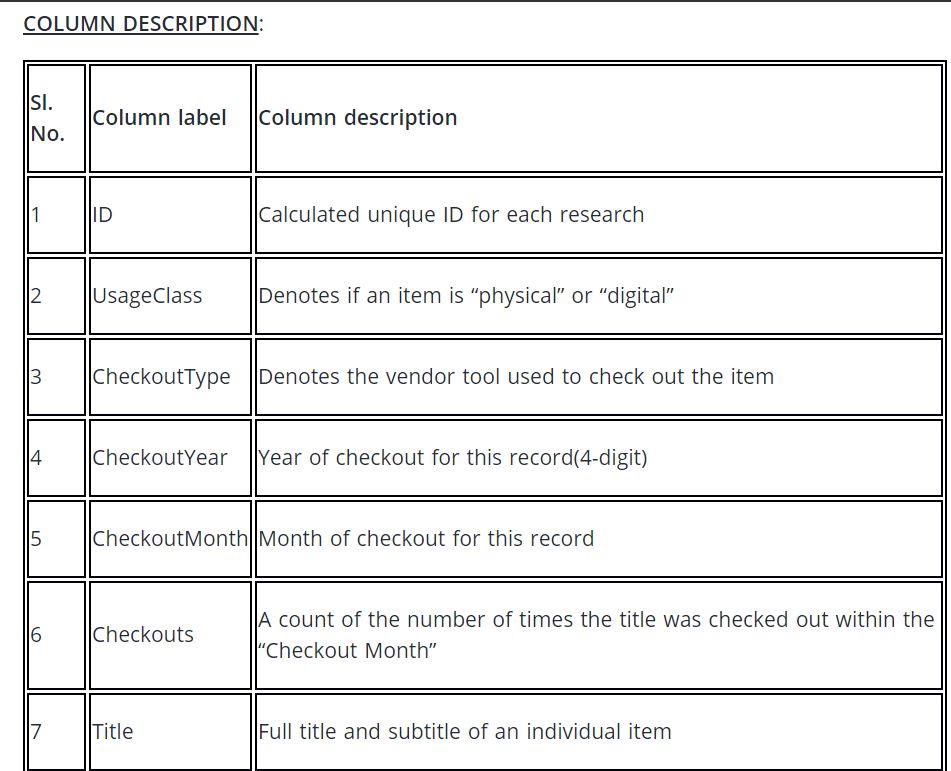 COLUMN DESCRIPTION:
Sl.
No.
Column label
Column description
1
ID
Calculated unique ID for each research
2
UsageClass
Denotes if an item is “physical” or “digital”
3
CheckoutType
Denotes the vendor tool used to check out the item
4
CheckoutYear
Year of checkout for this record(4-digit)
5
CheckoutMonth
Month of checkout for this record
6
Checkouts
A count of the number of times the title was checked out within the
“Checkout Month”
7
Title
Full title and subtitle of an individual item